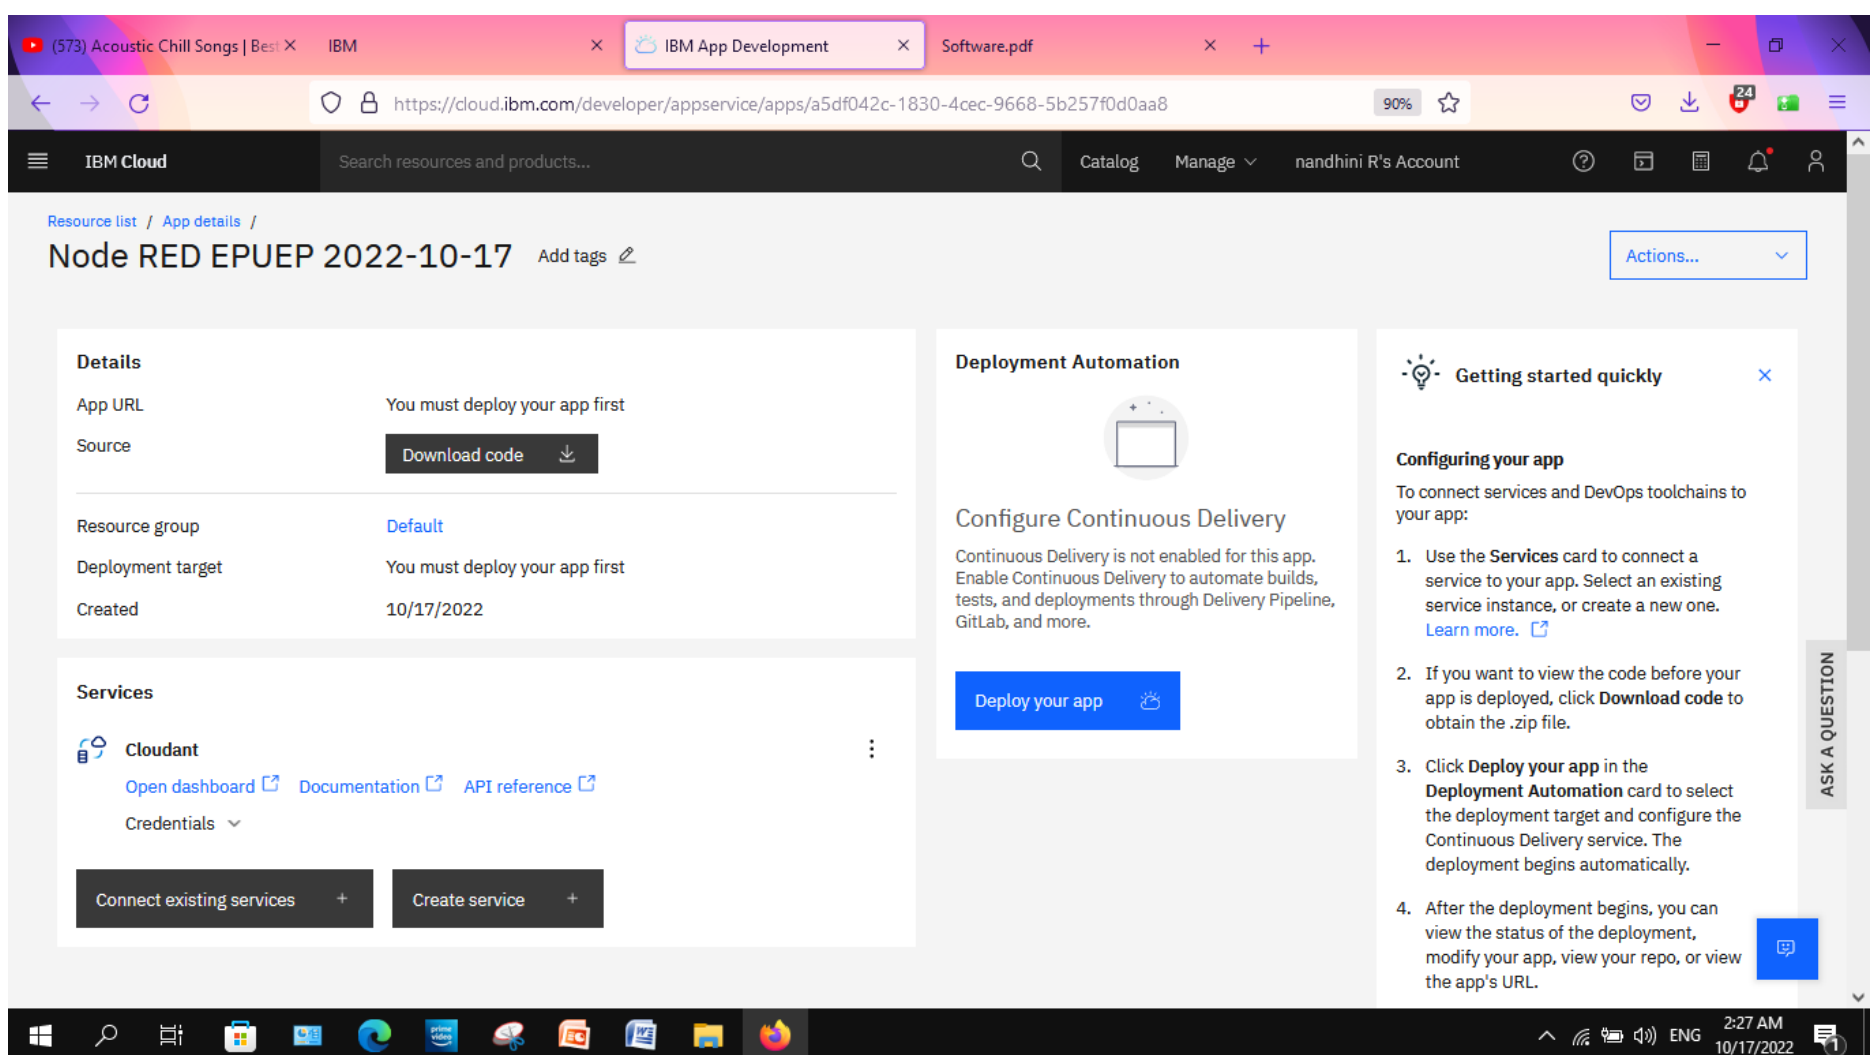 (573) Acoustic Chill Songs | Best
IBM
IBM App Development
Software.pdf
https://cloud.ibm.com/developer/appservice/apps/a5df042c-1830-4cec-9668-5b257f0d0aa8
90%
24
IBM Cloud
Search resources and products...
Catalog
Manage
nandhini R's Account
Resource list / App details /
Node RED EPUEP 2022-10-17
Add tags
Actions...
Details
App URL
You must deploy your app first
Source
Download code
Resource group
Default
Deployment target
You must deploy your app first
Created
10/17/2022
Services
Cloudant
Open dashboard
Documentation
API reference
Credentials
Connect existing services +
Create service +
Deployment Automation
Configure Continuous Delivery
Continuous Delivery is not enabled for this app.
Enable Continuous Delivery to automate builds,
tests, and deployments through Delivery Pipeline,
GitLab, and more.
Deploy your app
Getting started quickly
Configuring your app
To connect services and DevOps toolchains to
your app:
1. Use the Services card to connect a
service to your app. Select an existing
service instance, or create a new one.
Learn more.
2. If you want to view the code before your
app is deployed, click Download code to
obtain the .zip file.
3. Click Deploy your app in the
Deployment Automation card to select
the deployment target and configure the
Continuous Delivery service. The
deployment begins automatically.
4. After the deployment begins, you can
view the status of the deployment,
modify your app, view your repo, or view
the app's URL.
ASK A QUESTION
prime
video
ENG
2:27 AM
10/17/2022
1